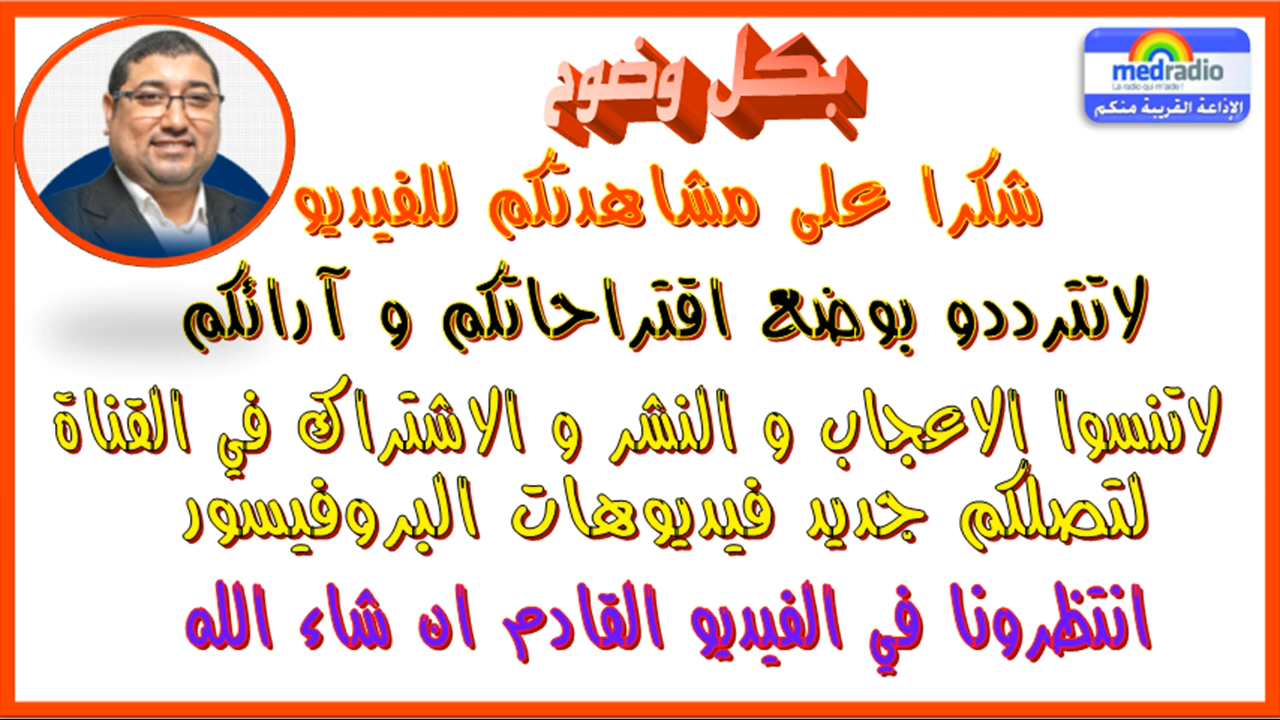 بكل وضوح
medradio
La radio qui m'aide !
الإذاعة القريبة منكم
شكرا على مشاهدتكم للفيديو
لاتترددو بوضع اقتراحاتكم و آرائكم
لاتنسوا الاعجاب و النشر و الاشتراك في القناة
لتصلكم جديد فيديوهات البروفيسور
انتظرونا في الفيديو القادم ان شاء الله